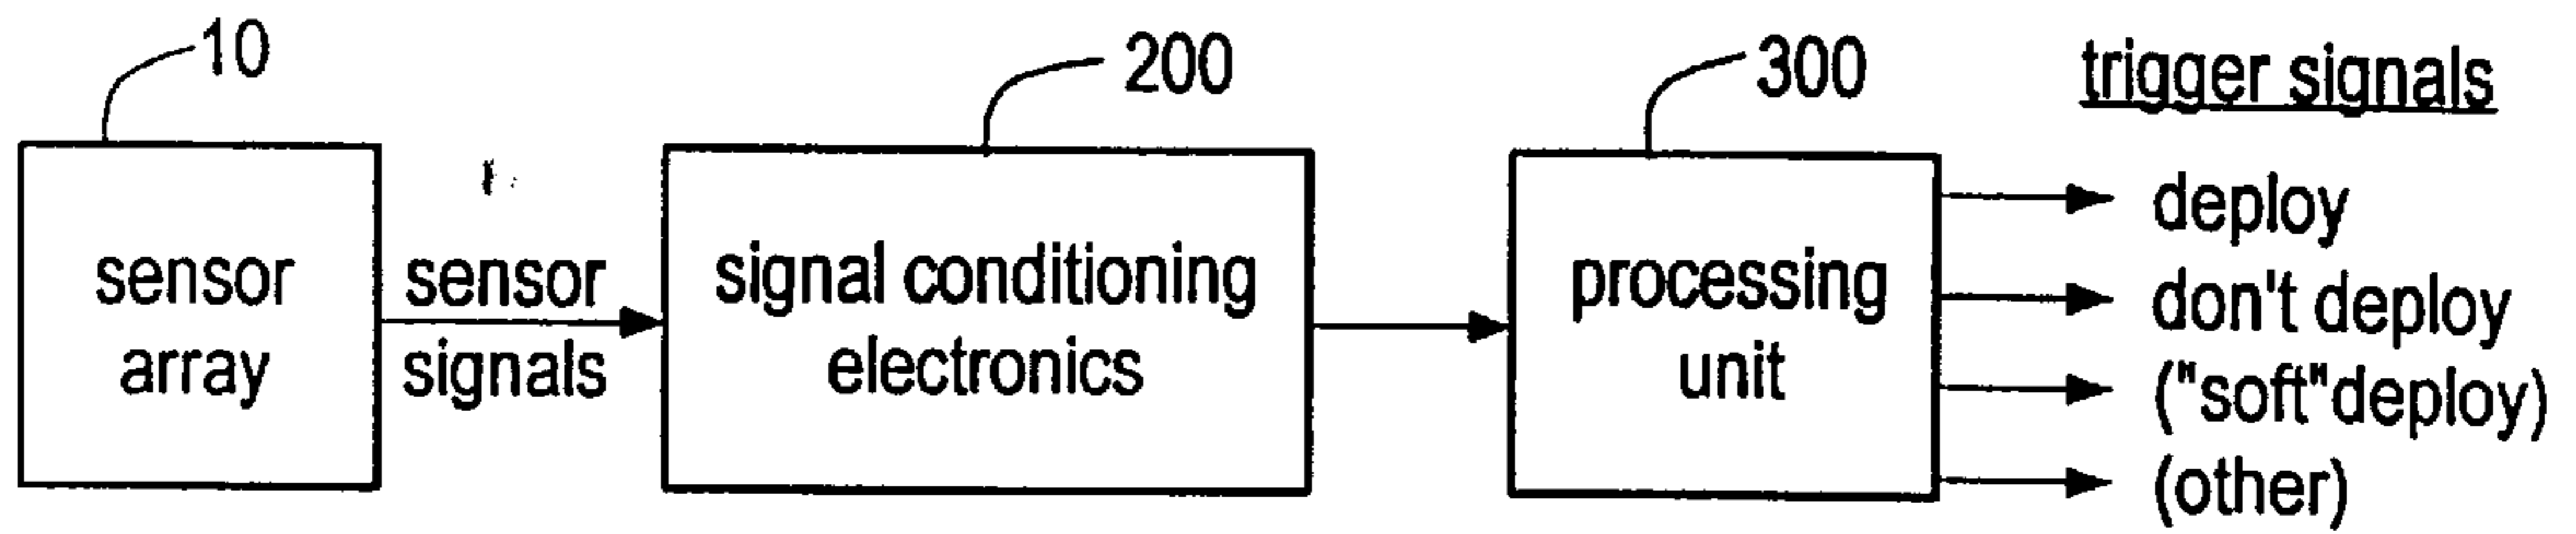 10
200
300
trigger signals
sensor
array
sensor
signals
signal conditioning
electronics
processing
unit
deploy
don't deploy
("soft"deploy)
(other)